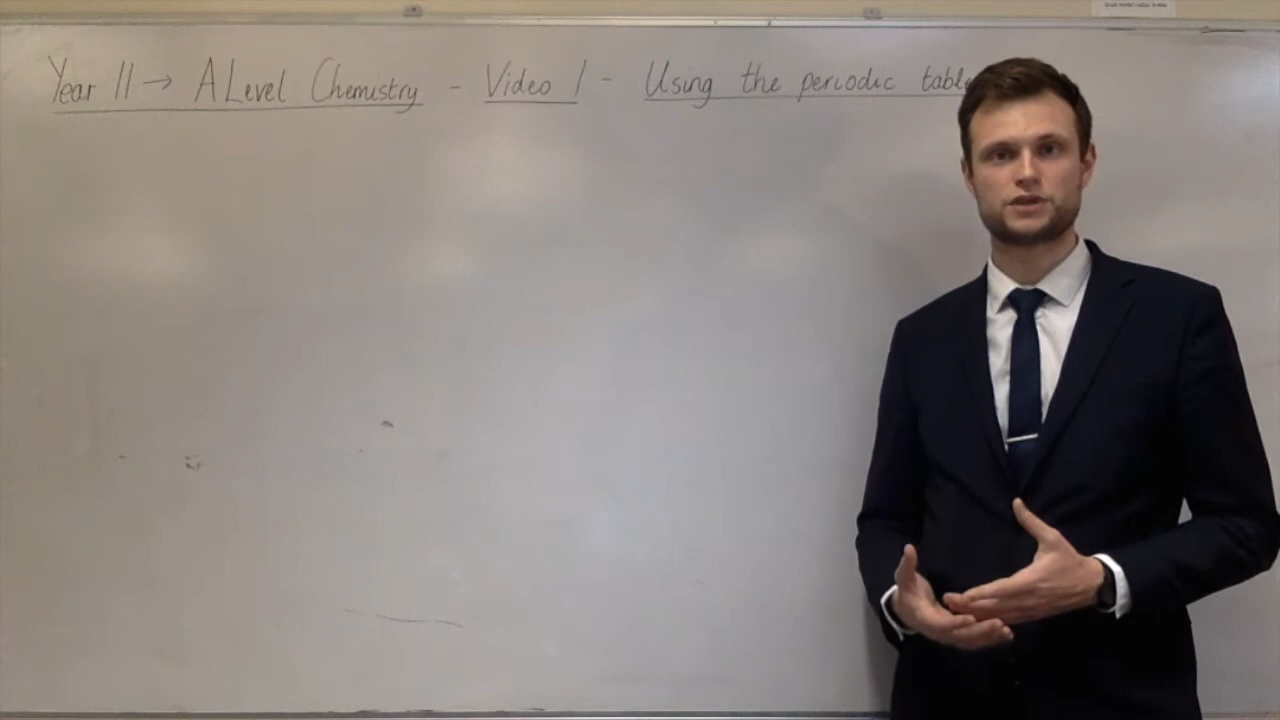 Year 11 → A Level Chemistry - Video 1 - Using the periodic table